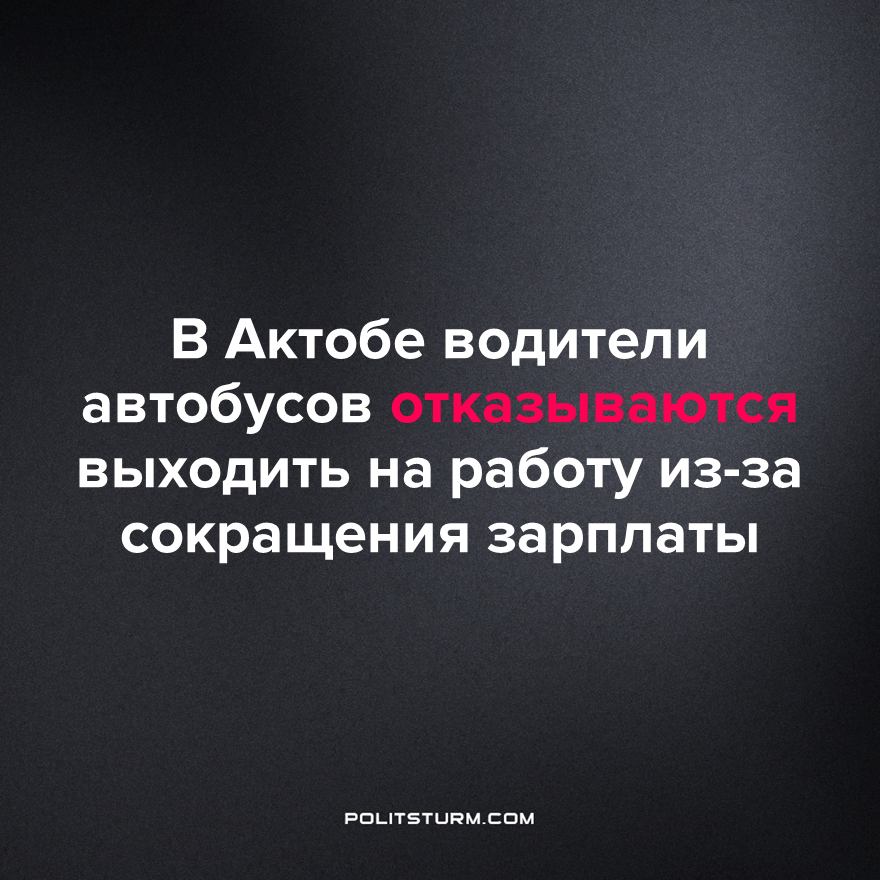 В Актобе водители
автобусов отказываются
выходить на работу из-за
сокращения зарплаты
POLITSTURM.COM